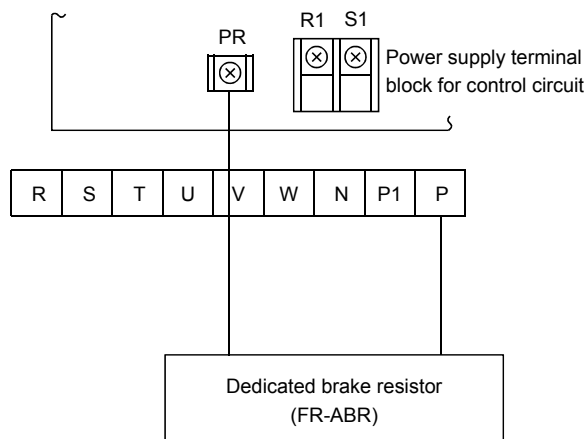 PR
R1 S1
Power supply terminal
block for control circuit
R S T U V W N P1 P
Dedicated brake resistor
(FR-ABR)